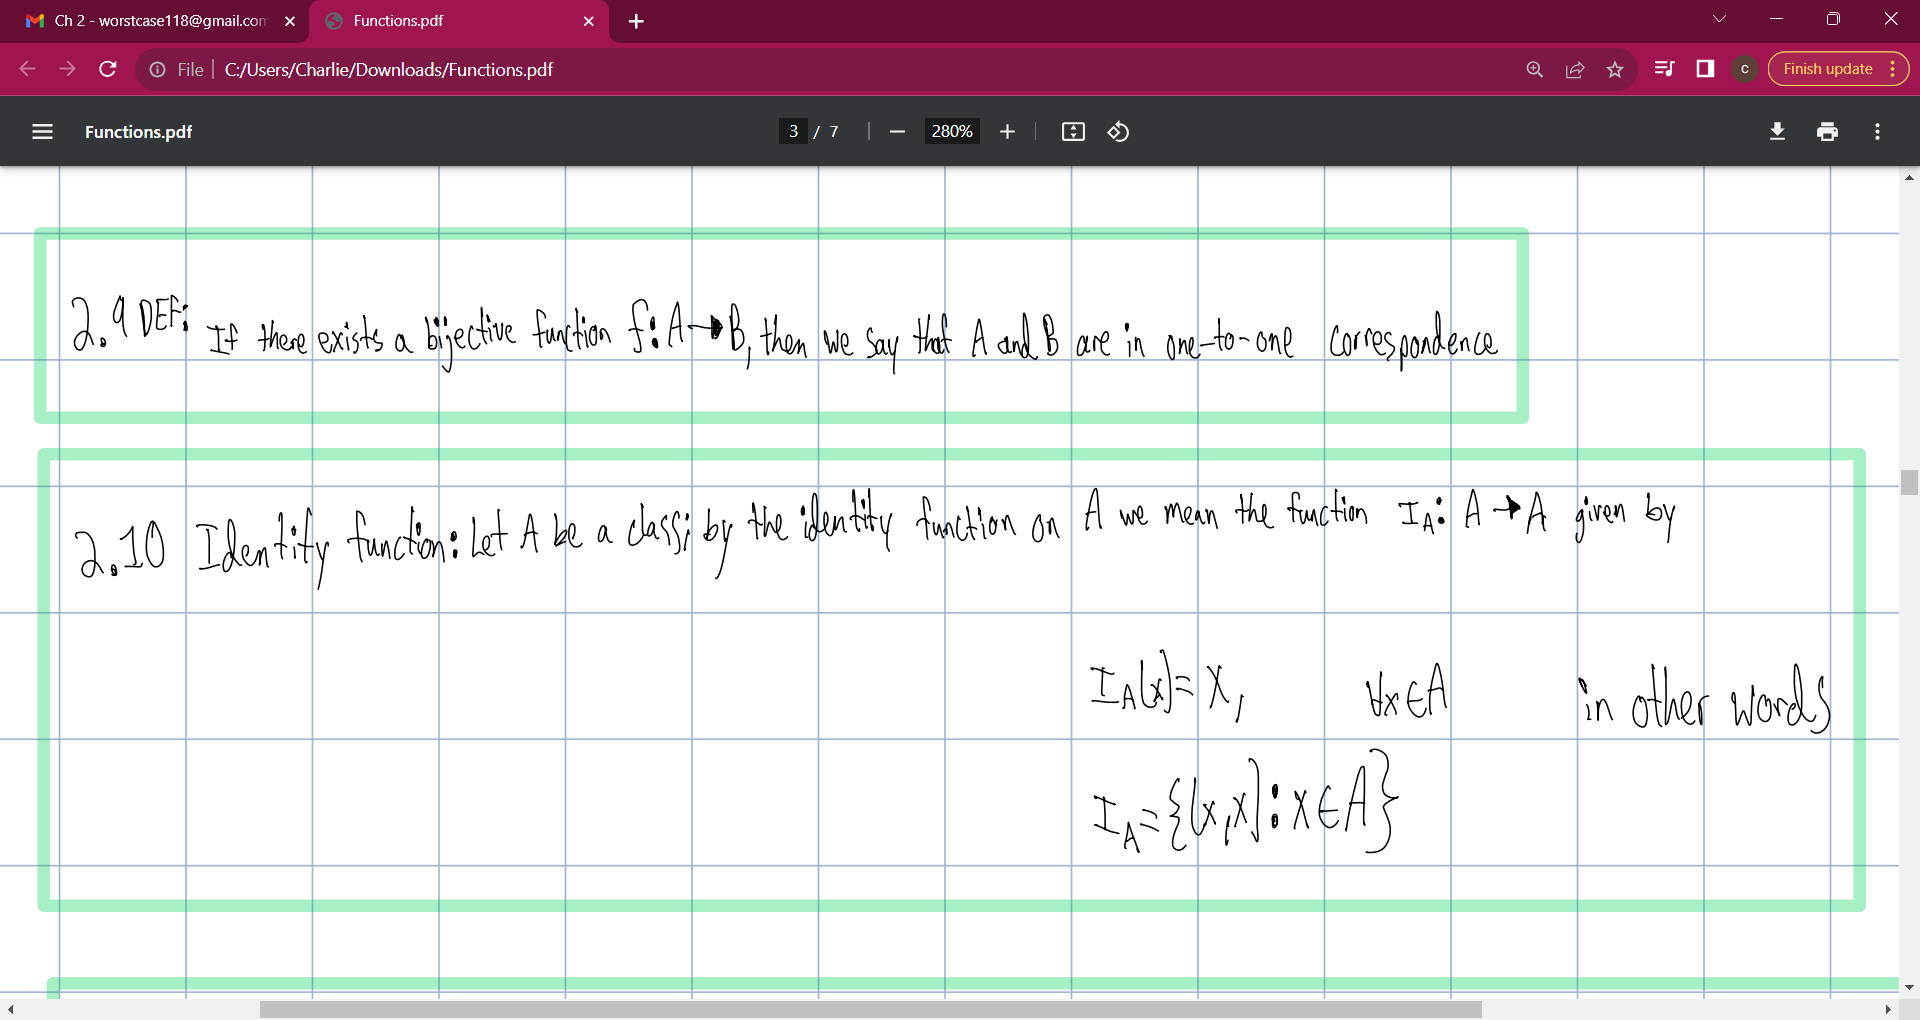 Ch 2 - worstcase118@gmail.com
Functions.pdf
File
C:/Users/Charlie/Downloads/Functions.pdf
C
Finish update
Functions.pdf
3 / 7
280%
2.9 DEF: If there exists a bijective function f: A→B, then we say that A and B are in one-to-one correspondence
2.10 Identity function: Let A be a class; by the identity function on A we mean the function I_A: A→A given by
I_A(x)=x, ∀x∈A in other words
I_A={(x,x):x∈A}